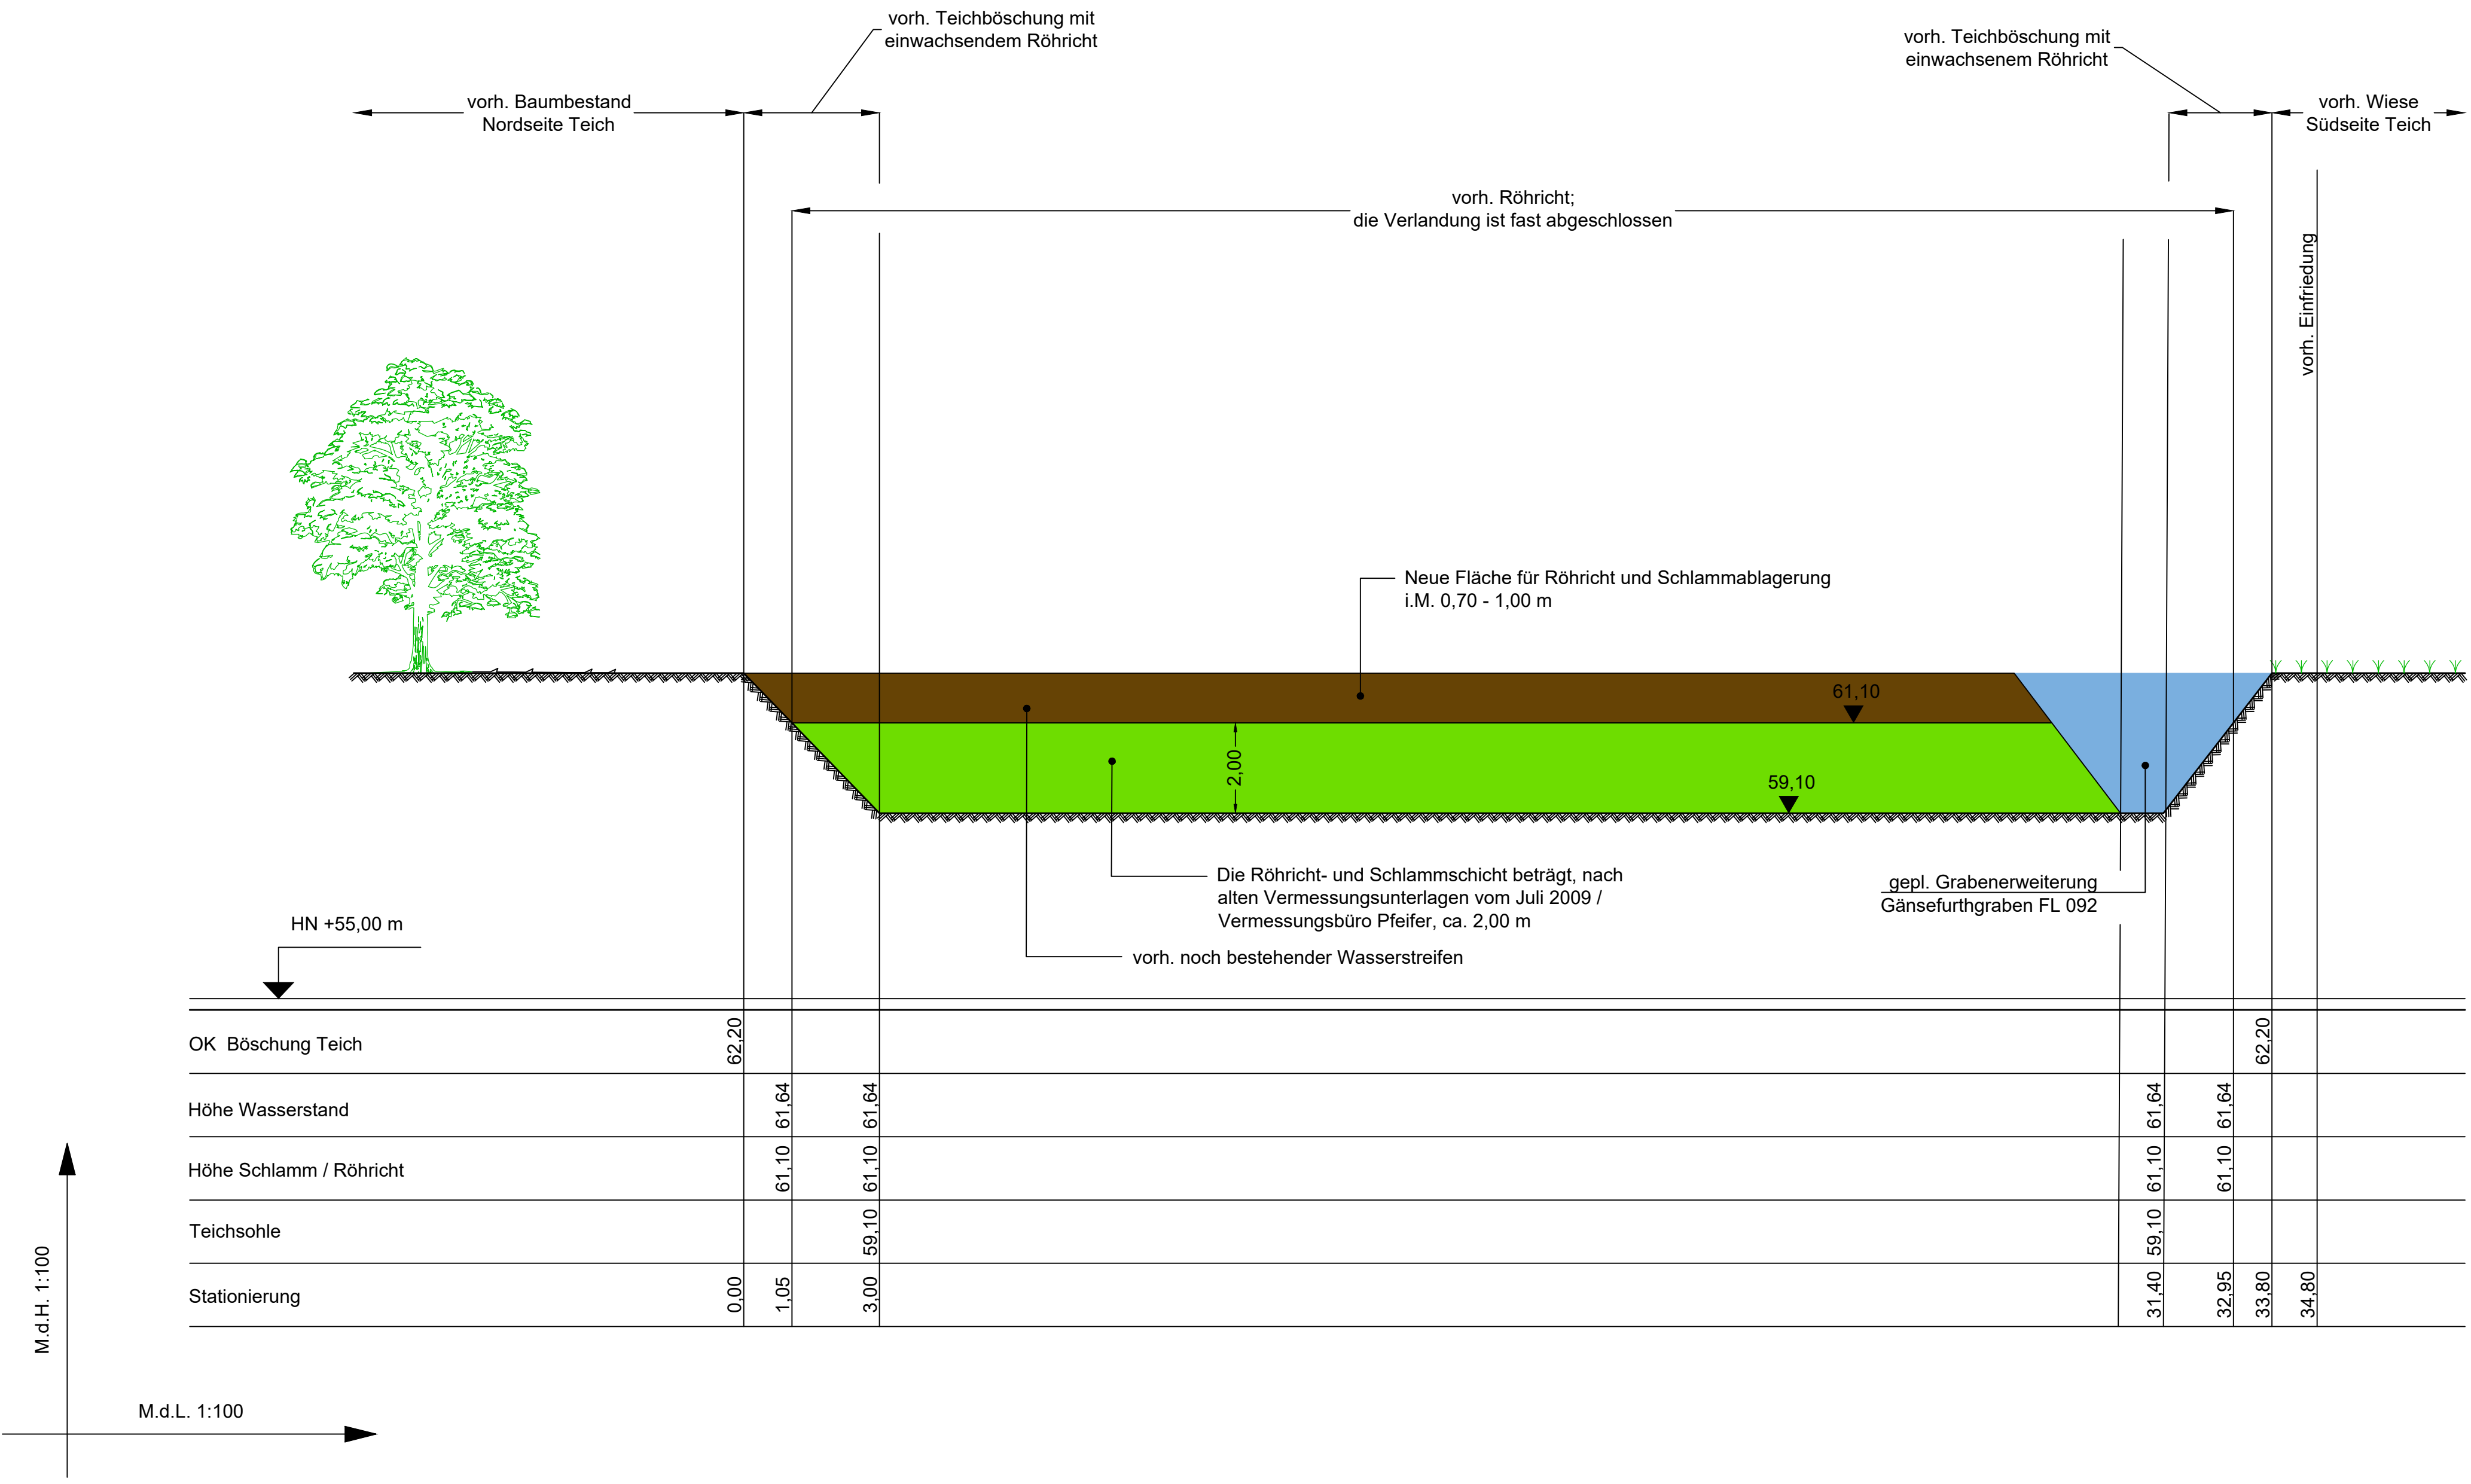 vorh. Teichböschung mit
einwachsendem Röhricht
vorh. Teichböschung mit
einwachsenem Röhricht
vorh. Baumbestand
Nordseite Teich
vorh. Wiese
Südseite Teich
vorh. Röhricht;
die Verlandung ist fast abgeschlossen
vorh. Einfriedung
Neue Fläche für Röhricht und Schlammablagerung
i.M. 0,70 - 1,00 m
61,10
2,00
59,10
Die Röhricht- und Schlammschicht beträgt, nach
alten Vermessungsunterlagen vom Juli 2009 /
Vermessungsbüro Pfeifer, ca. 2,00 m
gepl. Grabenerweiterung
Gänsefurthgraben FL 092
vorh. noch bestehender Wasserstreifen
HN +55,00 m
OK Böschung Teich 62,20 62,20
Höhe Wasserstand 61,64 61,64 61,64 61,64
Höhe Schlamm / Röhricht 61,10 61,10 61,10 61,10
Teichsohle 59,10 59,10
Stationierung 0,00 1,05 3,00 31,40 32,95 33,80 34,80
M.d.H. 1:100
M.d.L. 1:100